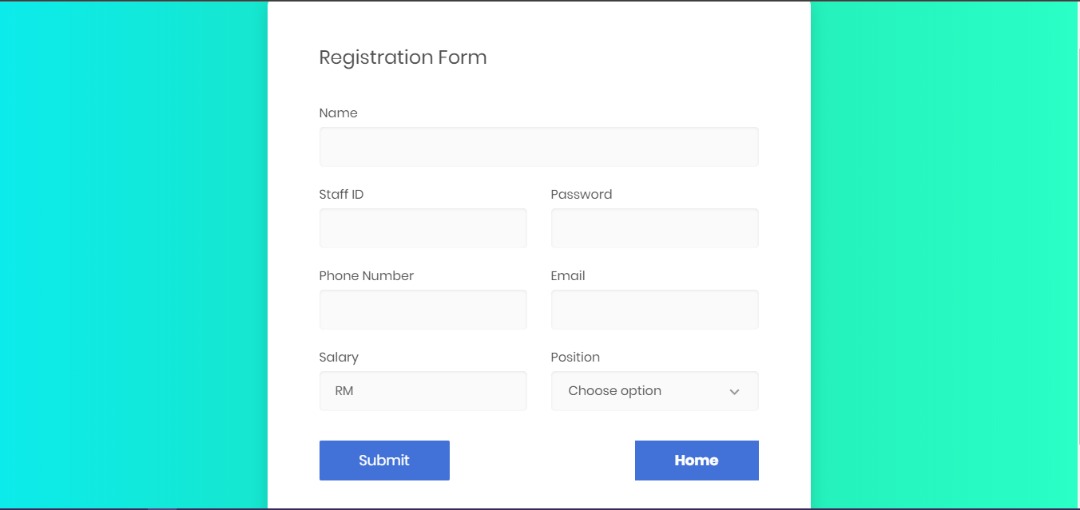 Registration Form
Name
Staff ID Password
Phone Number Email
Salary Position
RM Choose option
Submit Home